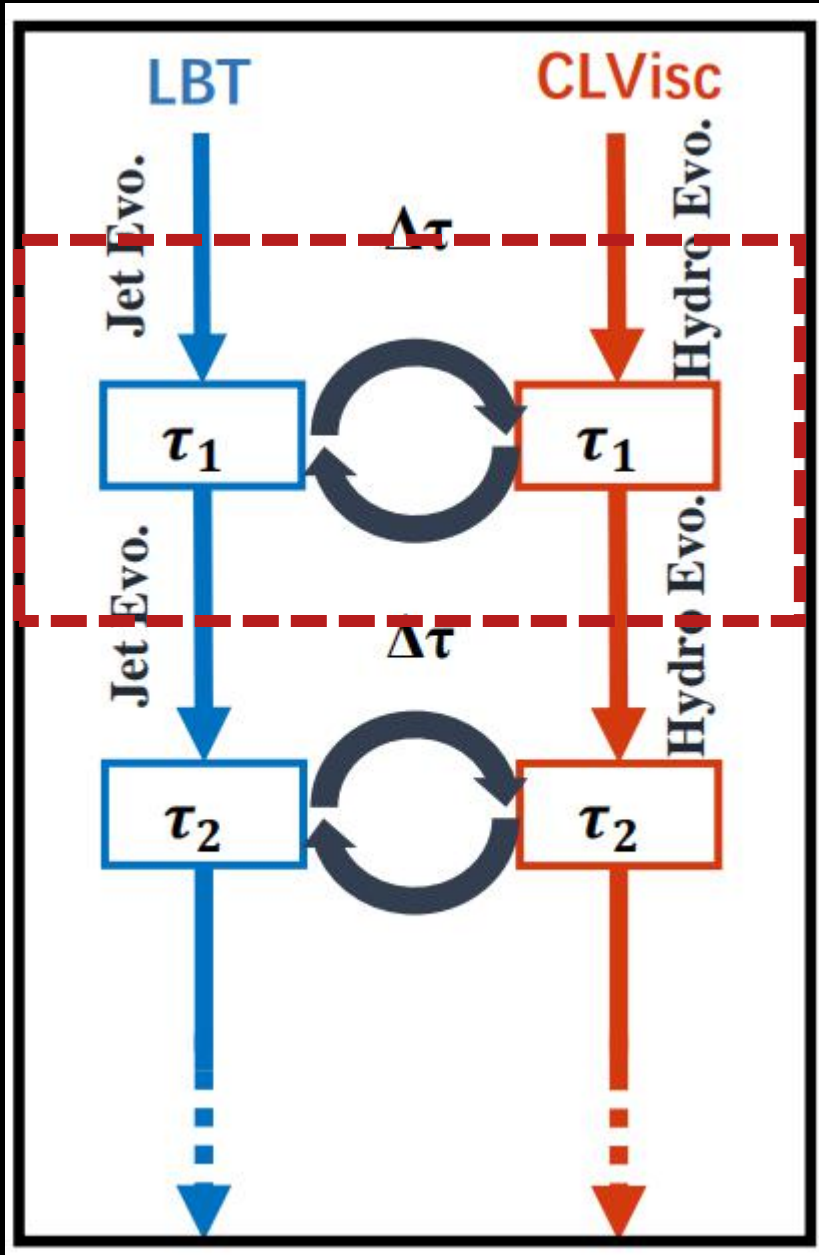 LBT
CLVisc
Jet Evo.
Δτ
Hydro Evo.
τ1
τ1
Jet Evo.
Δτ
Hydro Evo.
τ2
τ2